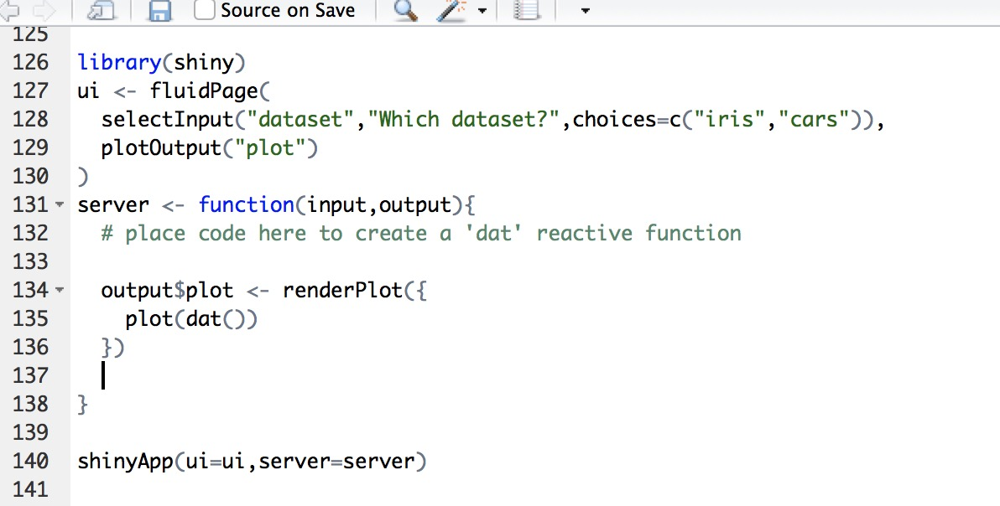 Source on Save
125
126 library(shiny)
127 ui <- fluidPage(
128   selectInput("dataset","Which dataset?",choices=c("iris","cars")),
129   plotOutput("plot")
130 )
131 server <- function(input,output){
132   # place code here to create a 'dat' reactive function
133
134   output$plot <- renderPlot({
135     plot(dat())
136   })
137
138 }
139
140 shinyApp(ui=ui,server=server)
141